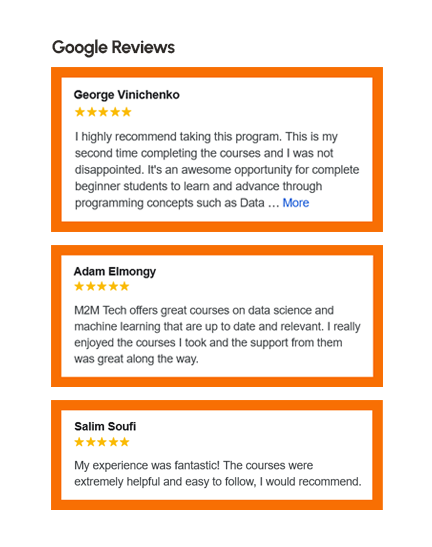 Google Reviews
George Vinichenko
I highly recommend taking this program. This is my
second time completing the courses and I was not
disappointed. It's an awesome opportunity for complete
beginner students to learn and advance through
programming concepts such as Data … More
Adam Elmongy
M2M Tech offers great courses on data science and
machine learning that are up to date and relevant. I really
enjoyed the courses I took and the support from them
was great along the way.
Salim Soufi
My experience was fantastic! The courses were
extremely helpful and easy to follow, I would recommend.